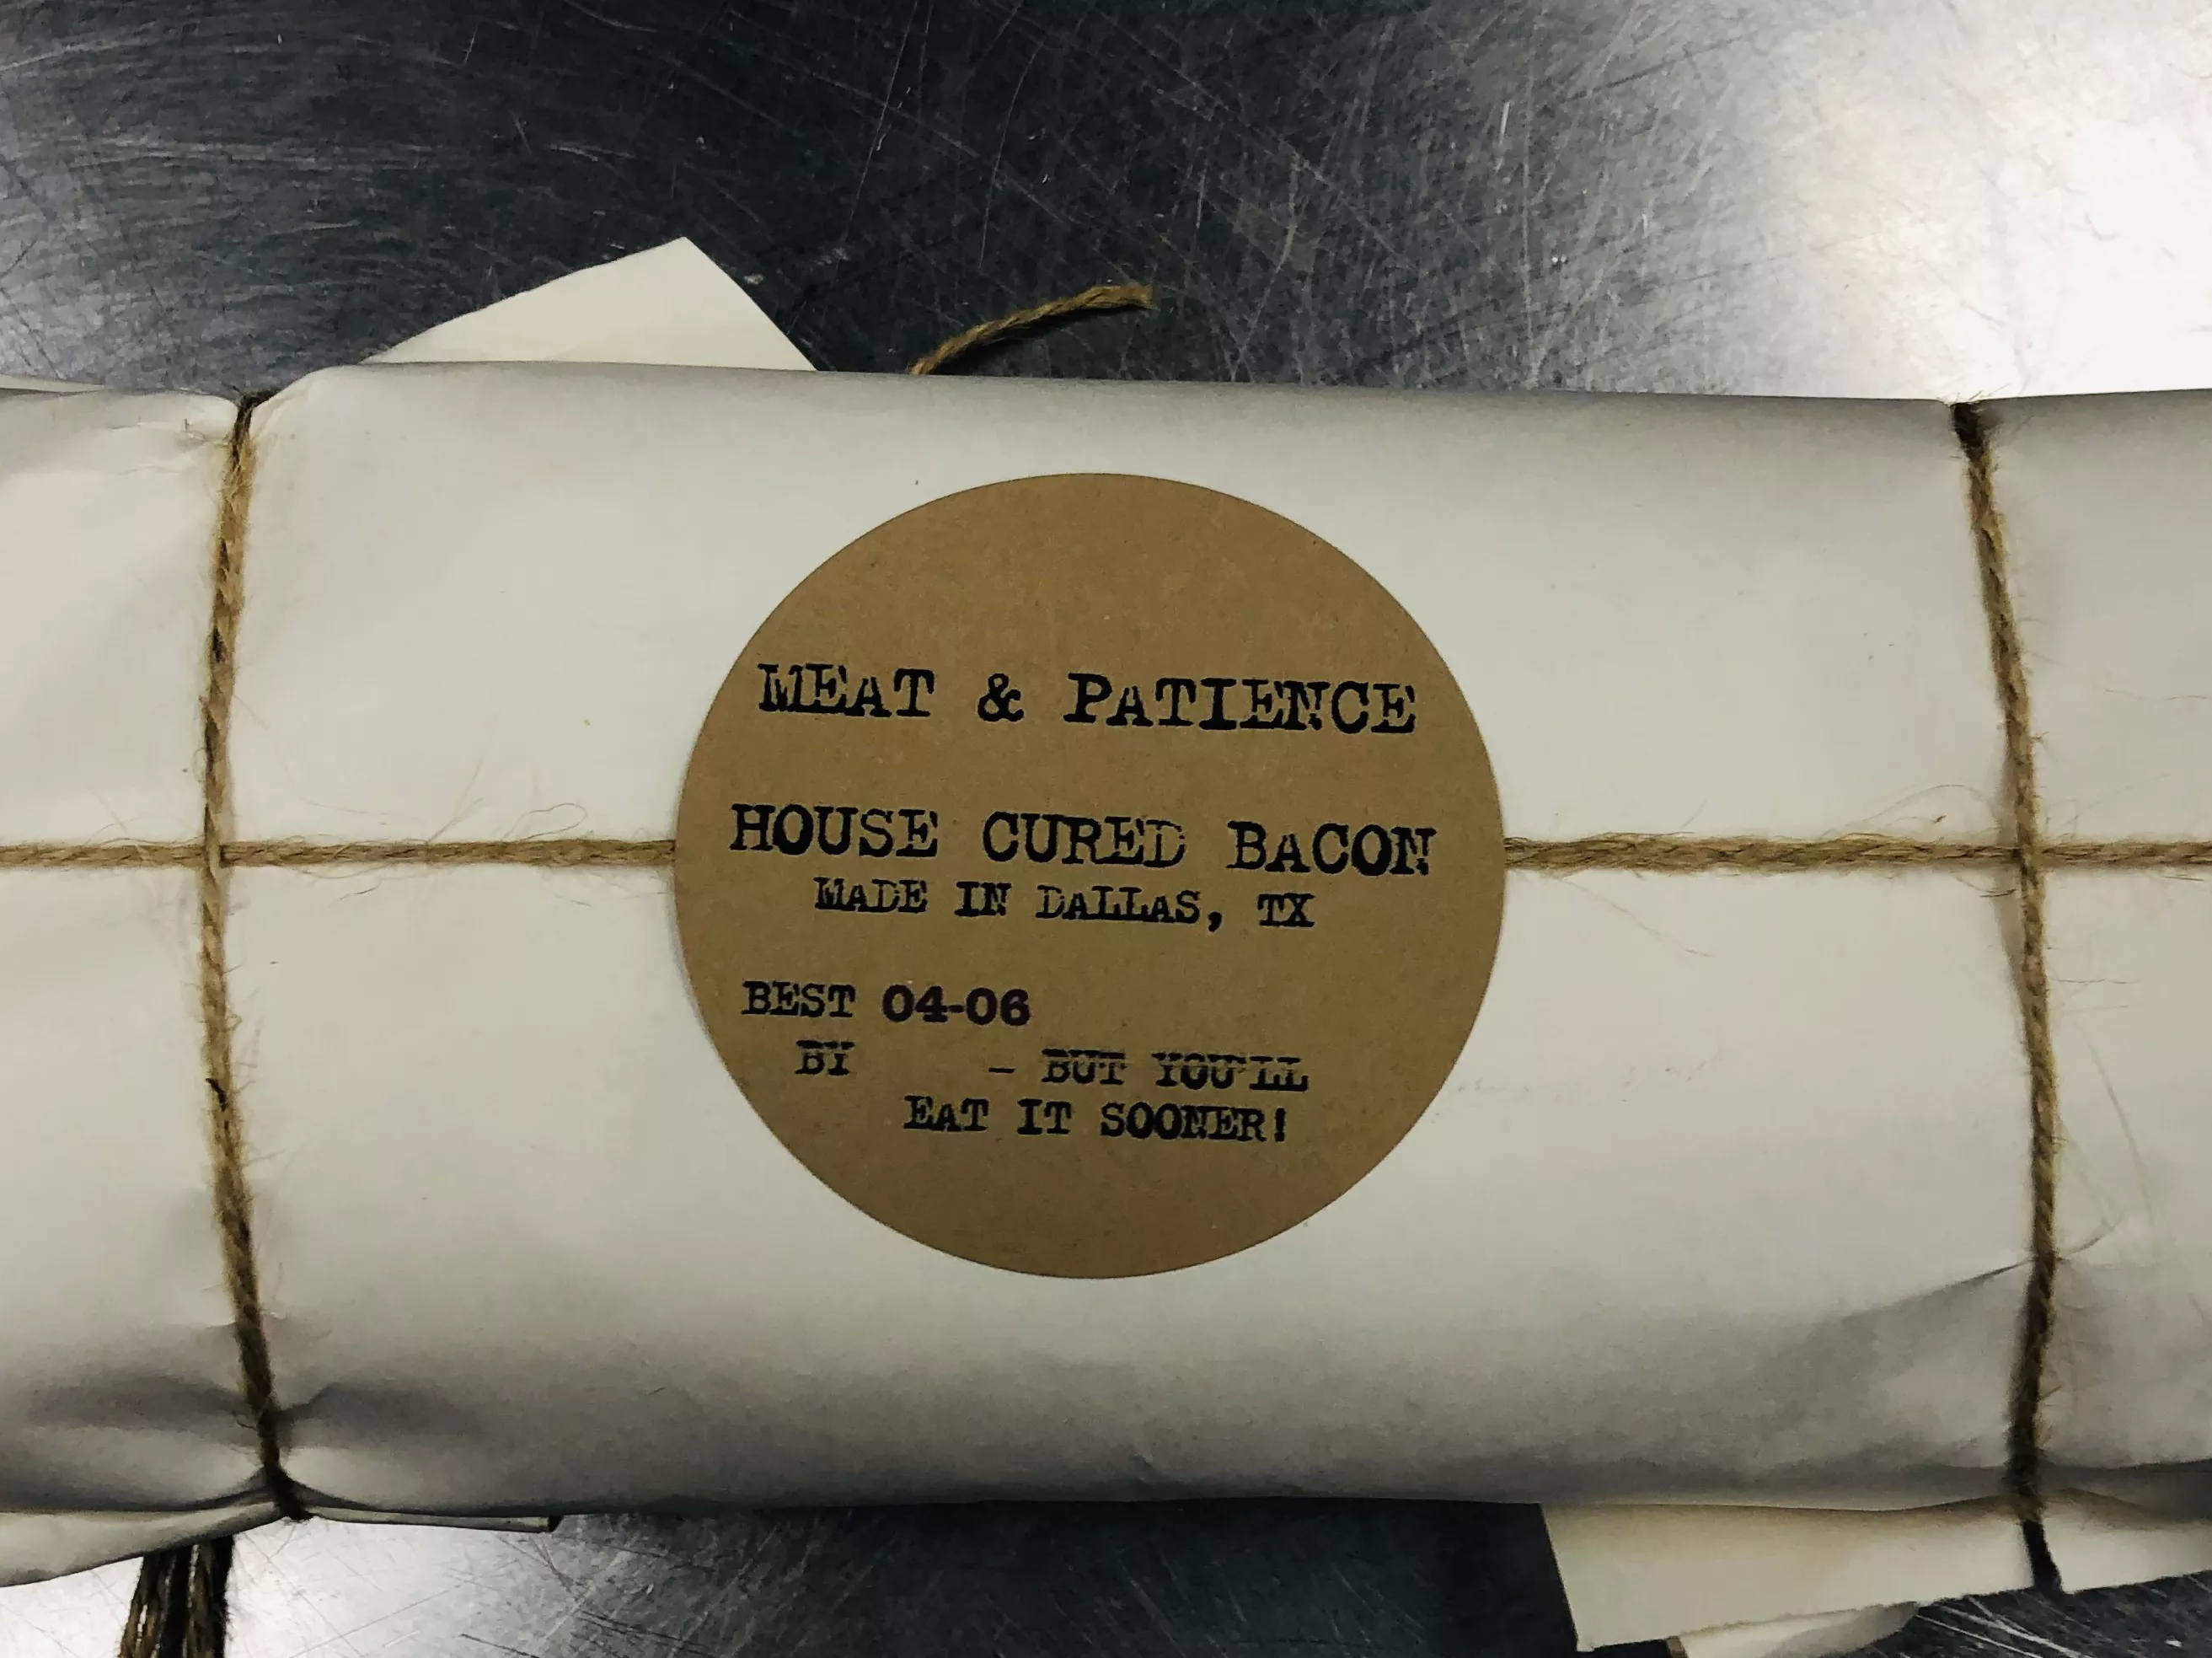 MEAT & PATIENCE
HOUSE CURED BACON
MADE IN DALLAS, TX
BEST 04-06
BY - BUT YOU'LL
EAT IT SOONER!